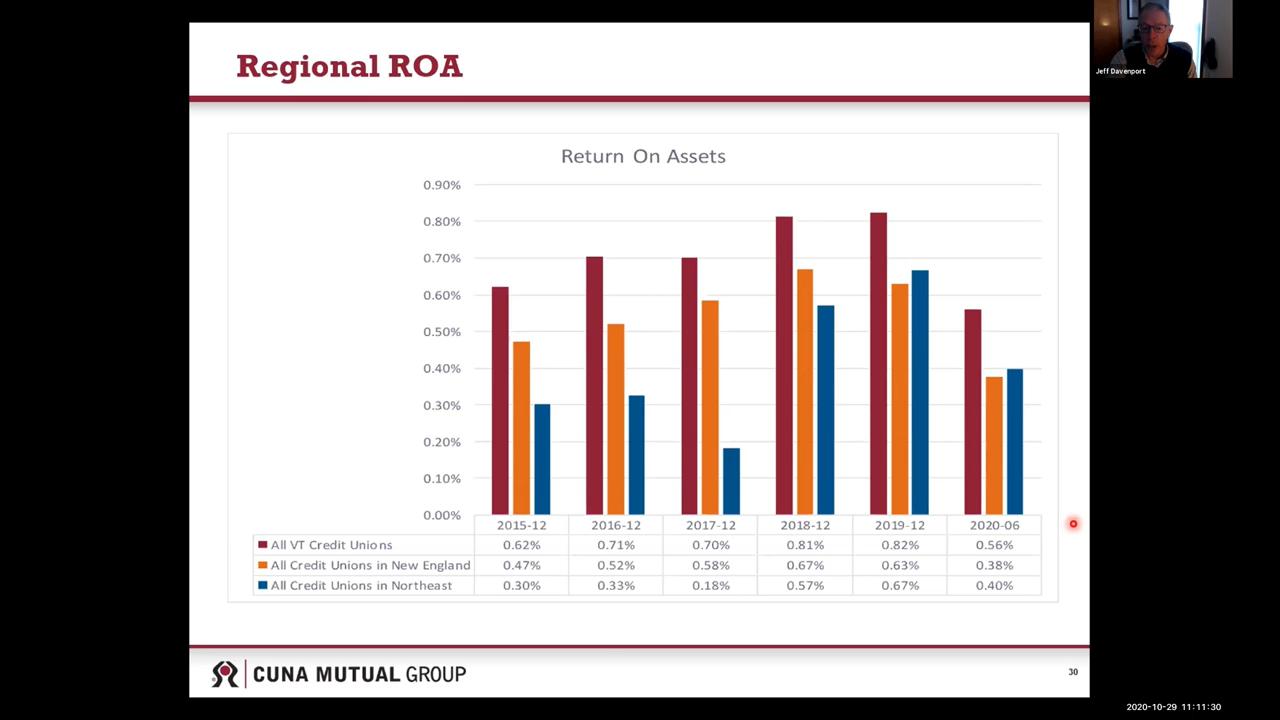 Regional ROA
Jeff Davenport
Return On Assets
0.90%
0.80%
0.70%
0.60%
0.50%
0.40%
0.30%
0.20%
0.10%
0.00%
2015-12 2016-12 2017-12 2018-12 2019-12 2020-06
All VT Credit Unions 0.62% 0.71% 0.70% 0.81% 0.82% 0.56%
All Credit Unions in New England 0.47% 0.52% 0.58% 0.67% 0.63% 0.38%
All Credit Unions in Northeast 0.30% 0.33% 0.18% 0.57% 0.67% 0.40%
CUNA MUTUAL GROUP
30
2020-10-29 11:11:30